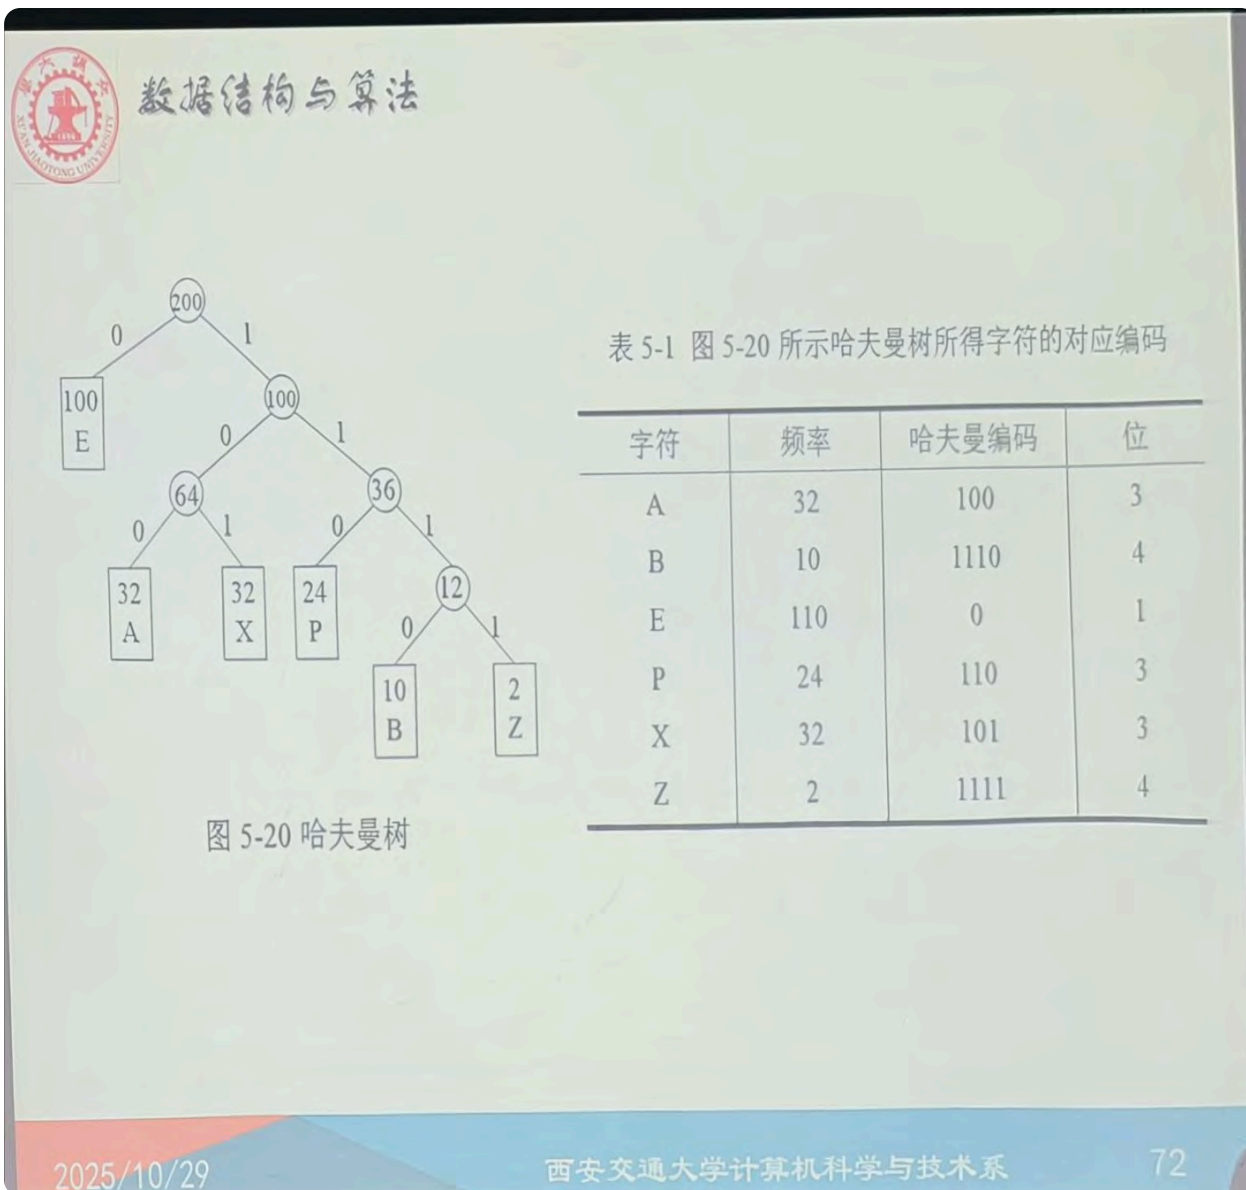 XI'AN JIAOTONG UNIVERSITY
数据结构与算法
200
0 1
100
E
100
0 1
64
36
0 1 0 1
32
A
32
X
24
P
12
0 1
10
B
2
Z
图 5-20 哈夫曼树
表 5-1 图 5-20 所示哈夫曼树所得字符的对应编码
字符 频率 哈夫曼编码 位
A 32 100 3
B 10 1110 4
E 110 0 1
P 24 110 3
X 32 101 3
Z 2 1111 4
2025/10/29
西安交通大学计算机科学与技术系
72